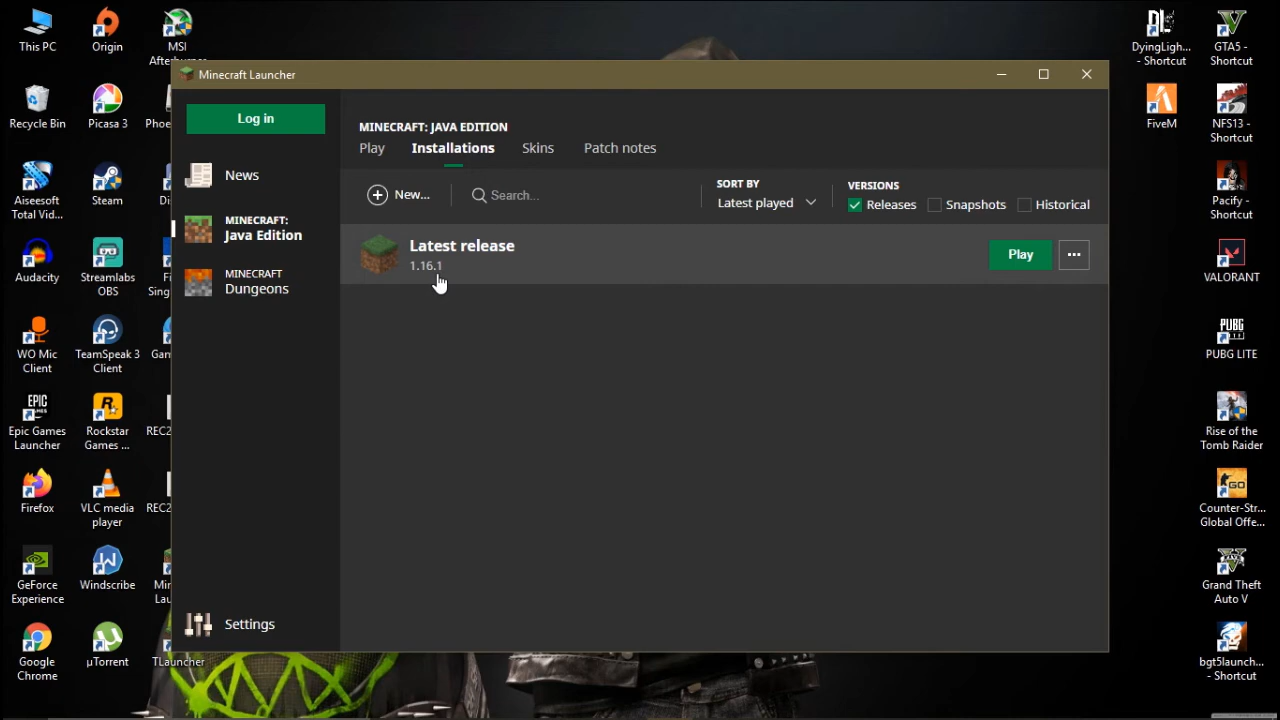 This PC
Origin
MSI
Recycle Bin
Picasa 3
Aiseesoft
Total Vid...
Steam
Audacity
Streamlabs
OBS
WO Mic
Client
TeamSpeak 3
Client
Epic Games
Launcher
Rockstar
Games ...
Firefox
VLC media
player
GeForce
Experience
Windscribe
Google
Chrome
µTorrent
TLauncher
Minecraft Launcher
Log in
News
MINECRAFT:
Java Edition
MINECRAFT
Dungeons
Settings
MINECRAFT: JAVA EDITION
Play
Installations
Skins
Patch notes
New...
Search...
SORT BY
Latest played
VERSIONS
Releases
Snapshots
Historical
Latest release
1.16.1
Play
DyingLigh...
- Shortcut
GTA5 -
Shortcut
FiveM
NFS13 -
Shortcut
Pacify -
Shortcut
VALORANT
PUBG
LITE
PUBG LITE
Rise of the
Tomb Raider
GO
Counter-Str...
Global Offe...
Grand Theft
Auto V
bgt5launch...
- Shortcut